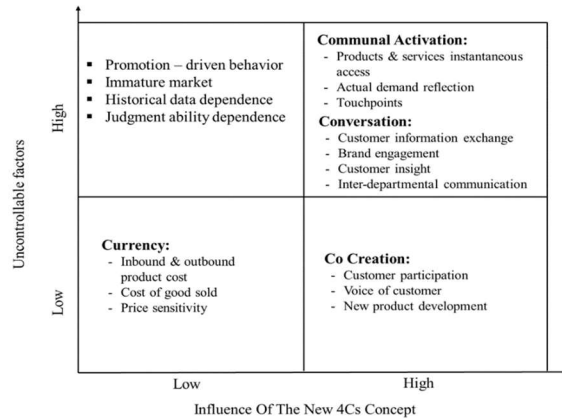 Uncontrollable factors
High
Low
▪ Promotion – driven behavior
▪ Immature market
▪ Historical data dependence
▪ Judgment ability dependence
Communal Activation:
- Products & services instantaneous
access
- Actual demand reflection
- Touchpoints
Conversation:
- Customer information exchange
- Brand engagement
- Customer insight
- Inter-departmental communication
Currency:
- Inbound & outbound
product cost
- Cost of good sold
- Price sensitivity
Co Creation:
- Customer participation
- Voice of customer
- New product development
Low
High
Influence Of The New 4Cs Concept